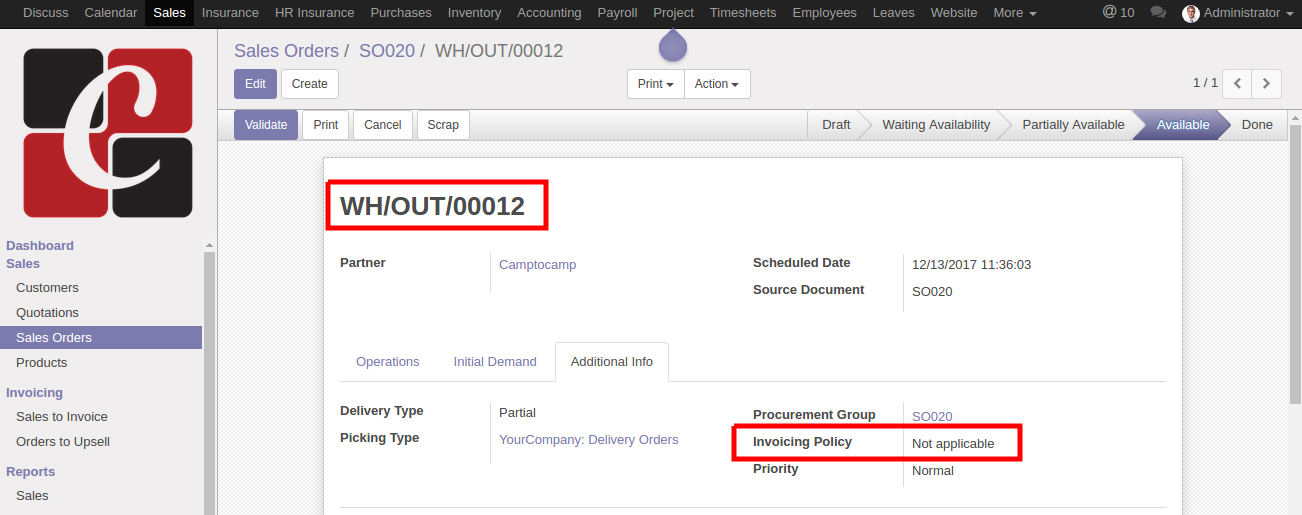 Discuss Calendar Sales Insurance HR Insurance Purchases Inventory Accounting Payroll Project Timesheets Employees Leaves Website More @ 10 Administrator
Sales Orders / SO020 / WH/OUT/00012
Edit Create Print Action 1 / 1
Validate Print Cancel Scrap Draft Waiting Availability Partially Available Available Done
C
WH/OUT/00012
Dashboard
Sales
Customers
Quotations
Sales Orders
Products
Invoicing
Sales to Invoice
Orders to Upsell
Reports
Sales
Partner Camptocamp
Scheduled Date 12/13/2017 11:36:03
Source Document SO020
Operations Initial Demand Additional Info
Delivery Type Partial
Picking Type YourCompany: Delivery Orders
Procurement Group SO020
Invoicing Policy Not applicable
Priority Normal